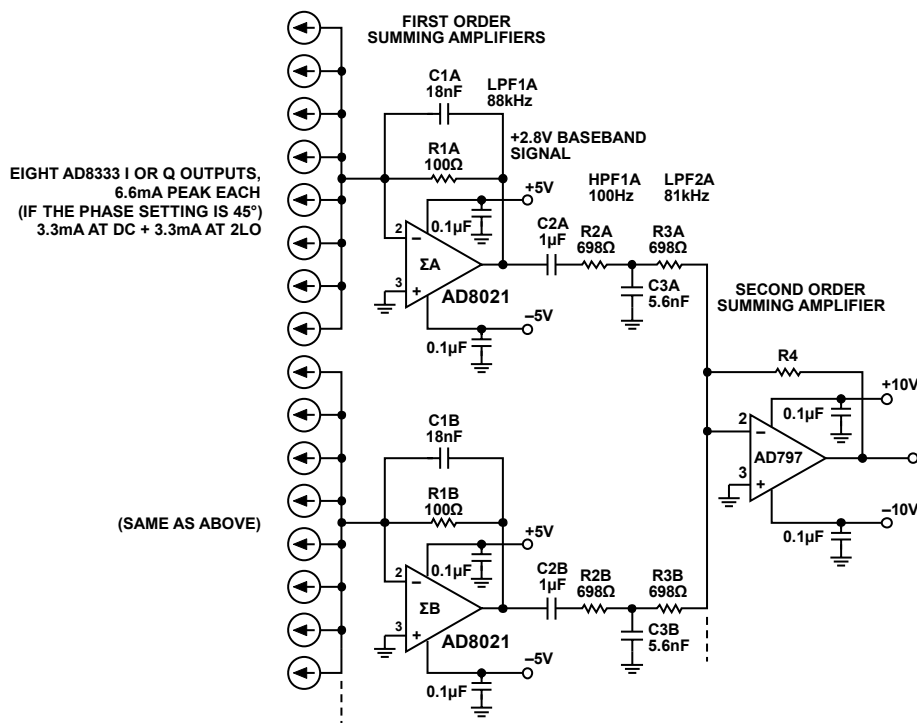 FIRST ORDER
SUMMING AMPLIFIERS
C1A
18nF
LPF1A
88kHz
R1A
100Ω
+2.8V BASEBAND
SIGNAL
EIGHT AD8333 I OR Q OUTPUTS,
6.6mA PEAK EACH
(IF THE PHASE SETTING IS 45°)
3.3mA AT DC + 3.3mA AT 2LO
+5V
0.1µF
2
–
ΣA
3
+
AD8021
–5V
0.1µF
HPF1A
100Hz
LPF2A
81kHz
C2A
1µF
R2A
698Ω
R3A
698Ω
C3A
5.6nF
SECOND ORDER
SUMMING AMPLIFIER
R4
+10V
0.1µF
2
–
AD797
3
+
–10V
0.1µF
C1B
18nF
R1B
100Ω
(SAME AS ABOVE)
+5V
0.1µF
2
–
ΣB
3
+
AD8021
–5V
0.1µF
C2B
1µF
R2B
698Ω
R3B
698Ω
C3B
5.6nF